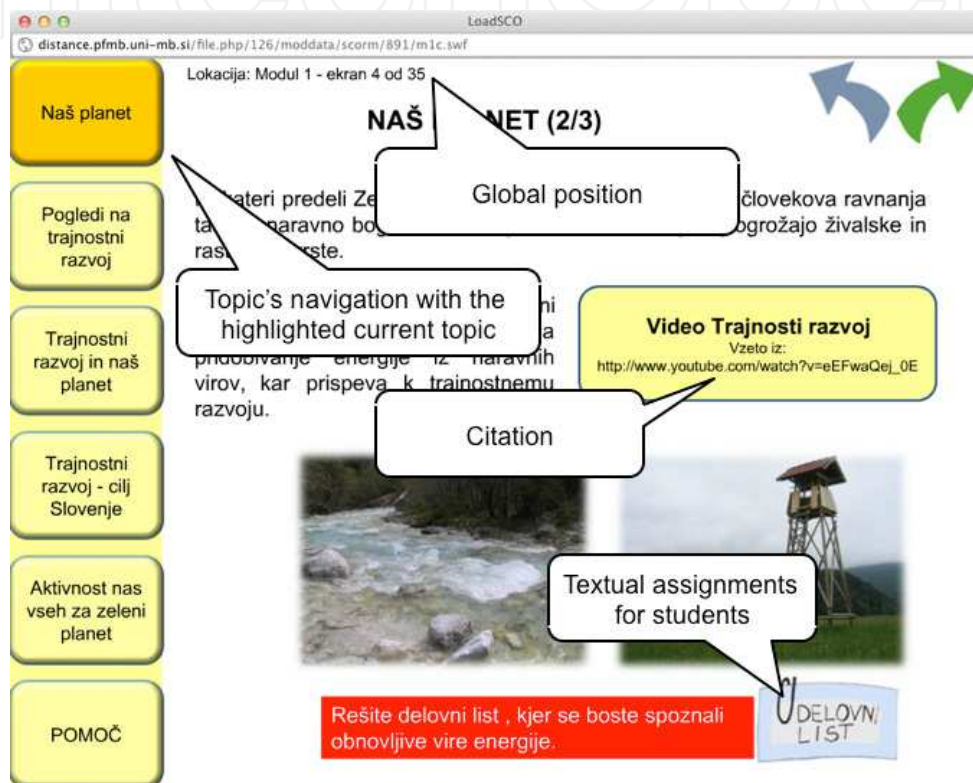 LoadSCO
distance.pfmb.uni-mb.si/file.php/126/moddata/scorm/891/m1c.swf
Lokacija: Modul 1 - ekran 4 od 35
NAŠ NET (2/3)
Global position
predeli človekova ravnanja
naravno ogrožajo živalske in
Topic's navigation with the
highlighted current topic
pridobivanje energije iz naravnih
virov, kar prispeva k trajnostnemu
razvoju.
Video Trajnosti razvoj
Vzeto iz:
http://www.youtube.com/watch?v=eEFwaQej_0E
Citation
Textual assignments
for students
Rešite delovni list , kjer se boste spoznali
obnovljive vire energije.
DELOVNI
LIST
Naš planet
Pogledi na
trajnostni
razvoj
Trajnostni
razvoj in naš
planet
Trajnostni
razvoj - cilj
Slovenje
Aktivnost nas
vseh za zeleni
planet
POMOČ